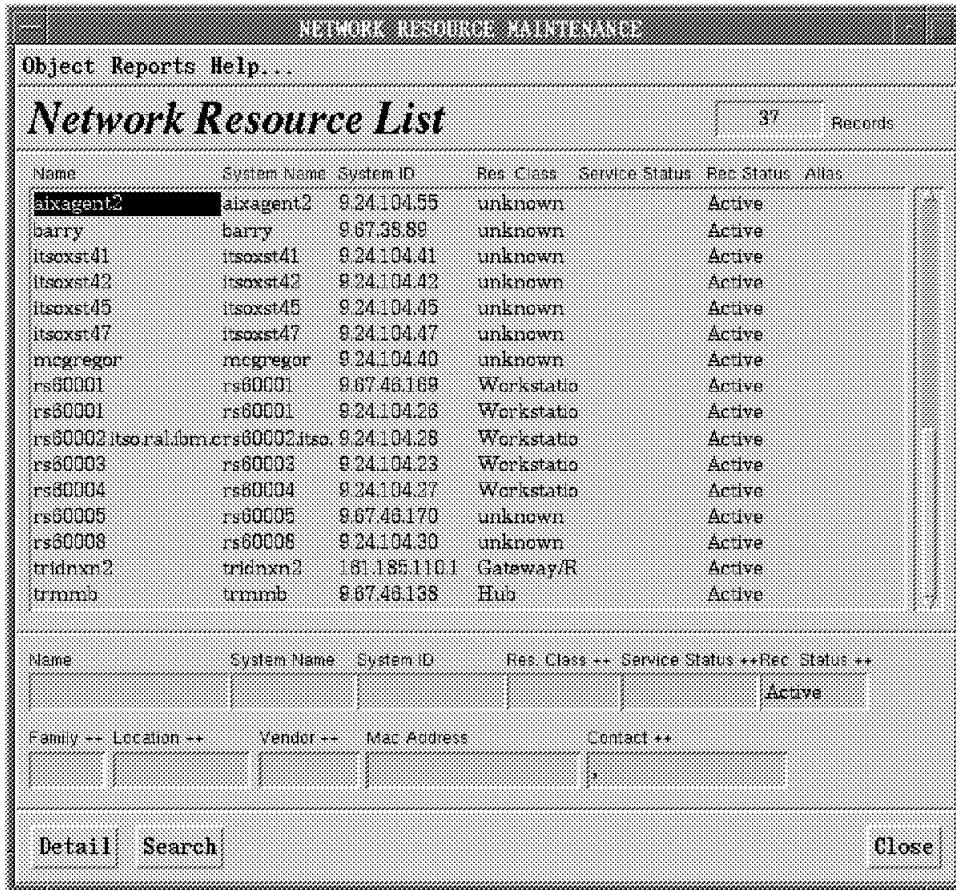 NETWORK RESOURCE MAINTENANCE
Object Reports Help...
Network Resource List 37 Records
Name System Name System ID Res. Class Service Status Rec Status Alias
aixagent2 aixagent2 9.24.104.55 unknown Active
barry barry 9.67.38.89 unknown Active
itsoxst41 itsoxst41 9.24.104.41 unknown Active
itsoxst42 itsoxst42 9.24.104.42 unknown Active
itsoxst45 itsoxst45 9.24.104.45 unknown Active
itsoxst47 itsoxst47 9.24.104.47 unknown Active
mcgregor mcgregor 9.24.104.40 unknown Active
rs60001 rs60001 9.67.46.169 Workstatio Active
rs60001 rs60001 9.24.104.26 Workstatio Active
rs60002.itso.ral.ibm.c rs60002.itso. 9.24.104.28 Workstatio Active
rs60003 rs60003 9.24.104.23 Workstatio Active
rs60004 rs60004 9.24.104.27 Workstatio Active
rs60005 rs60005 9.67.46.170 unknown Active
rs60008 rs60008 9.24.104.30 unknown Active
tridnxn2 tridnxn2 161.185.110.1 Gateway/R Active
trmmb trmmb 9.67.46.138 Hub Active
Name System Name System ID Res. Class ++ Service Status ++ Rec. Status ++
Active
Family ++ Location ++ Vendor ++ Mac Address Contact ++
,
Detail Search Close